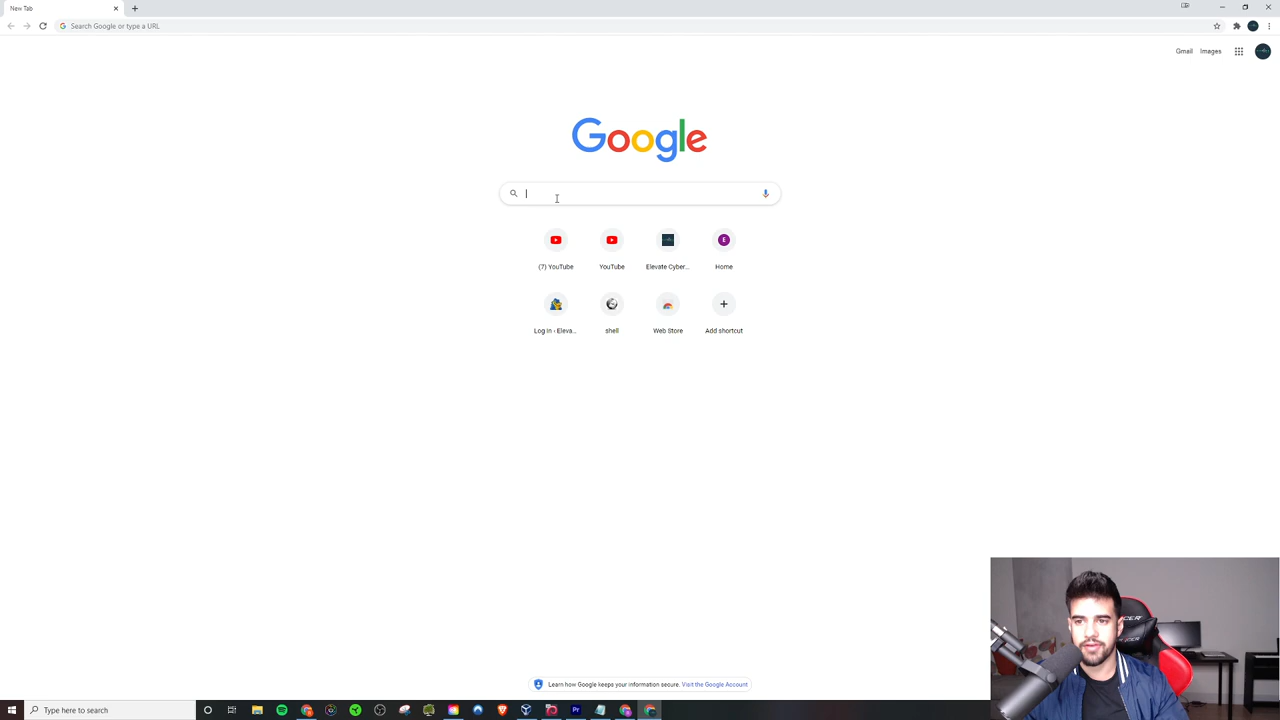 New Tab
Search Google or type a URL
Gmail Images
Google
(7) YouTube YouTube Elevate Cyber... Home
E
Log In ‹ Eleva... shell Web Store Add shortcut
Learn how Google keeps your information secure. Visit the Google Account
Type here to search
Pr